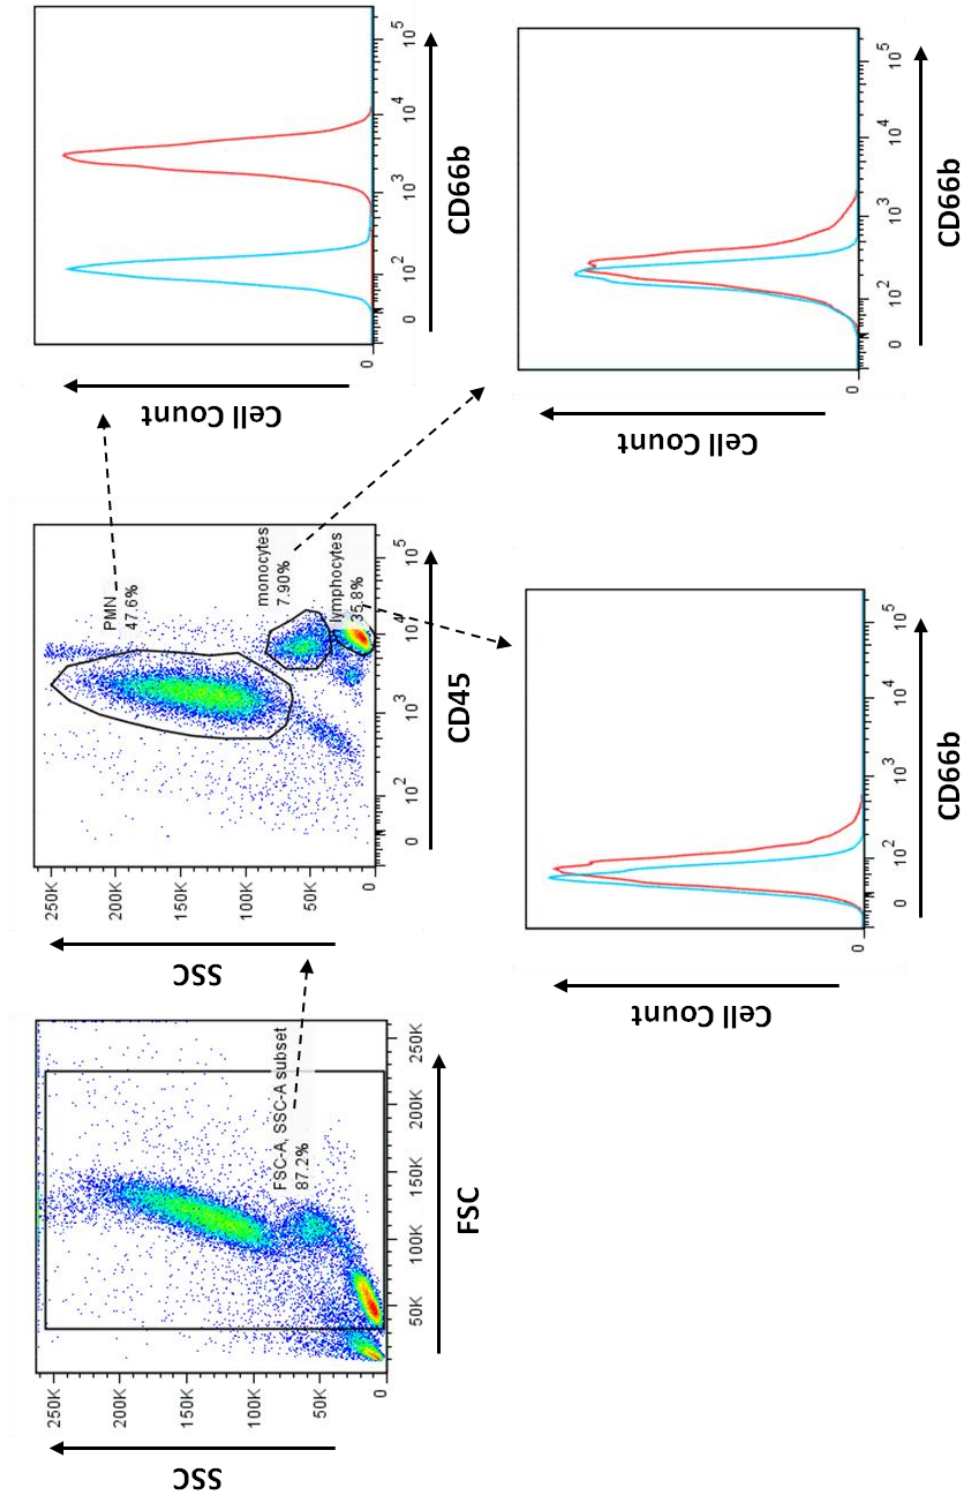 SSC
250K
200K
150K
100K
50K
0
FSC-A, SSC-A subset
87.2%
50K
100K
150K
200K
250K
FSC
SSC
250K
200K
150K
100K
50K
0
PMN
47.6%
monocytes
7.90%
lymphocytes
35.8%
0
10^2
10^3
10^4
10^5
CD45
Cell Count
0
0
10^2
10^3
10^4
10^5
CD66b
Cell Count
0
0
10^2
10^3
10^4
10^5
CD66b
Cell Count
0
0
10^2
10^3
10^4
10^5
CD66b